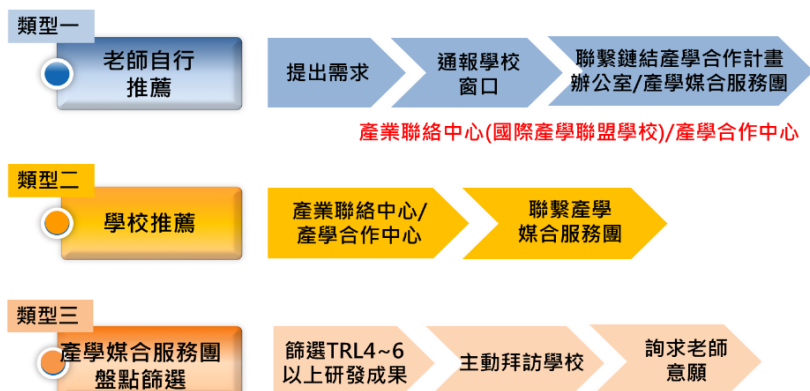 類型一
老師自行
推薦
提出需求
通報學校
窗口
聯繫鏈結產學合作計畫
辦公室/產學媒合服務團
產業聯絡中心(國際產學聯盟學校)/產學合作中心
類型二
學校推薦
產業聯絡中心/
產學合作中心
聯繫產學
媒合服務團
類型三
產學媒合服務團
盤點篩選
篩選TRL4~6
以上研發成果
主動拜訪學校
詢求老師
意願